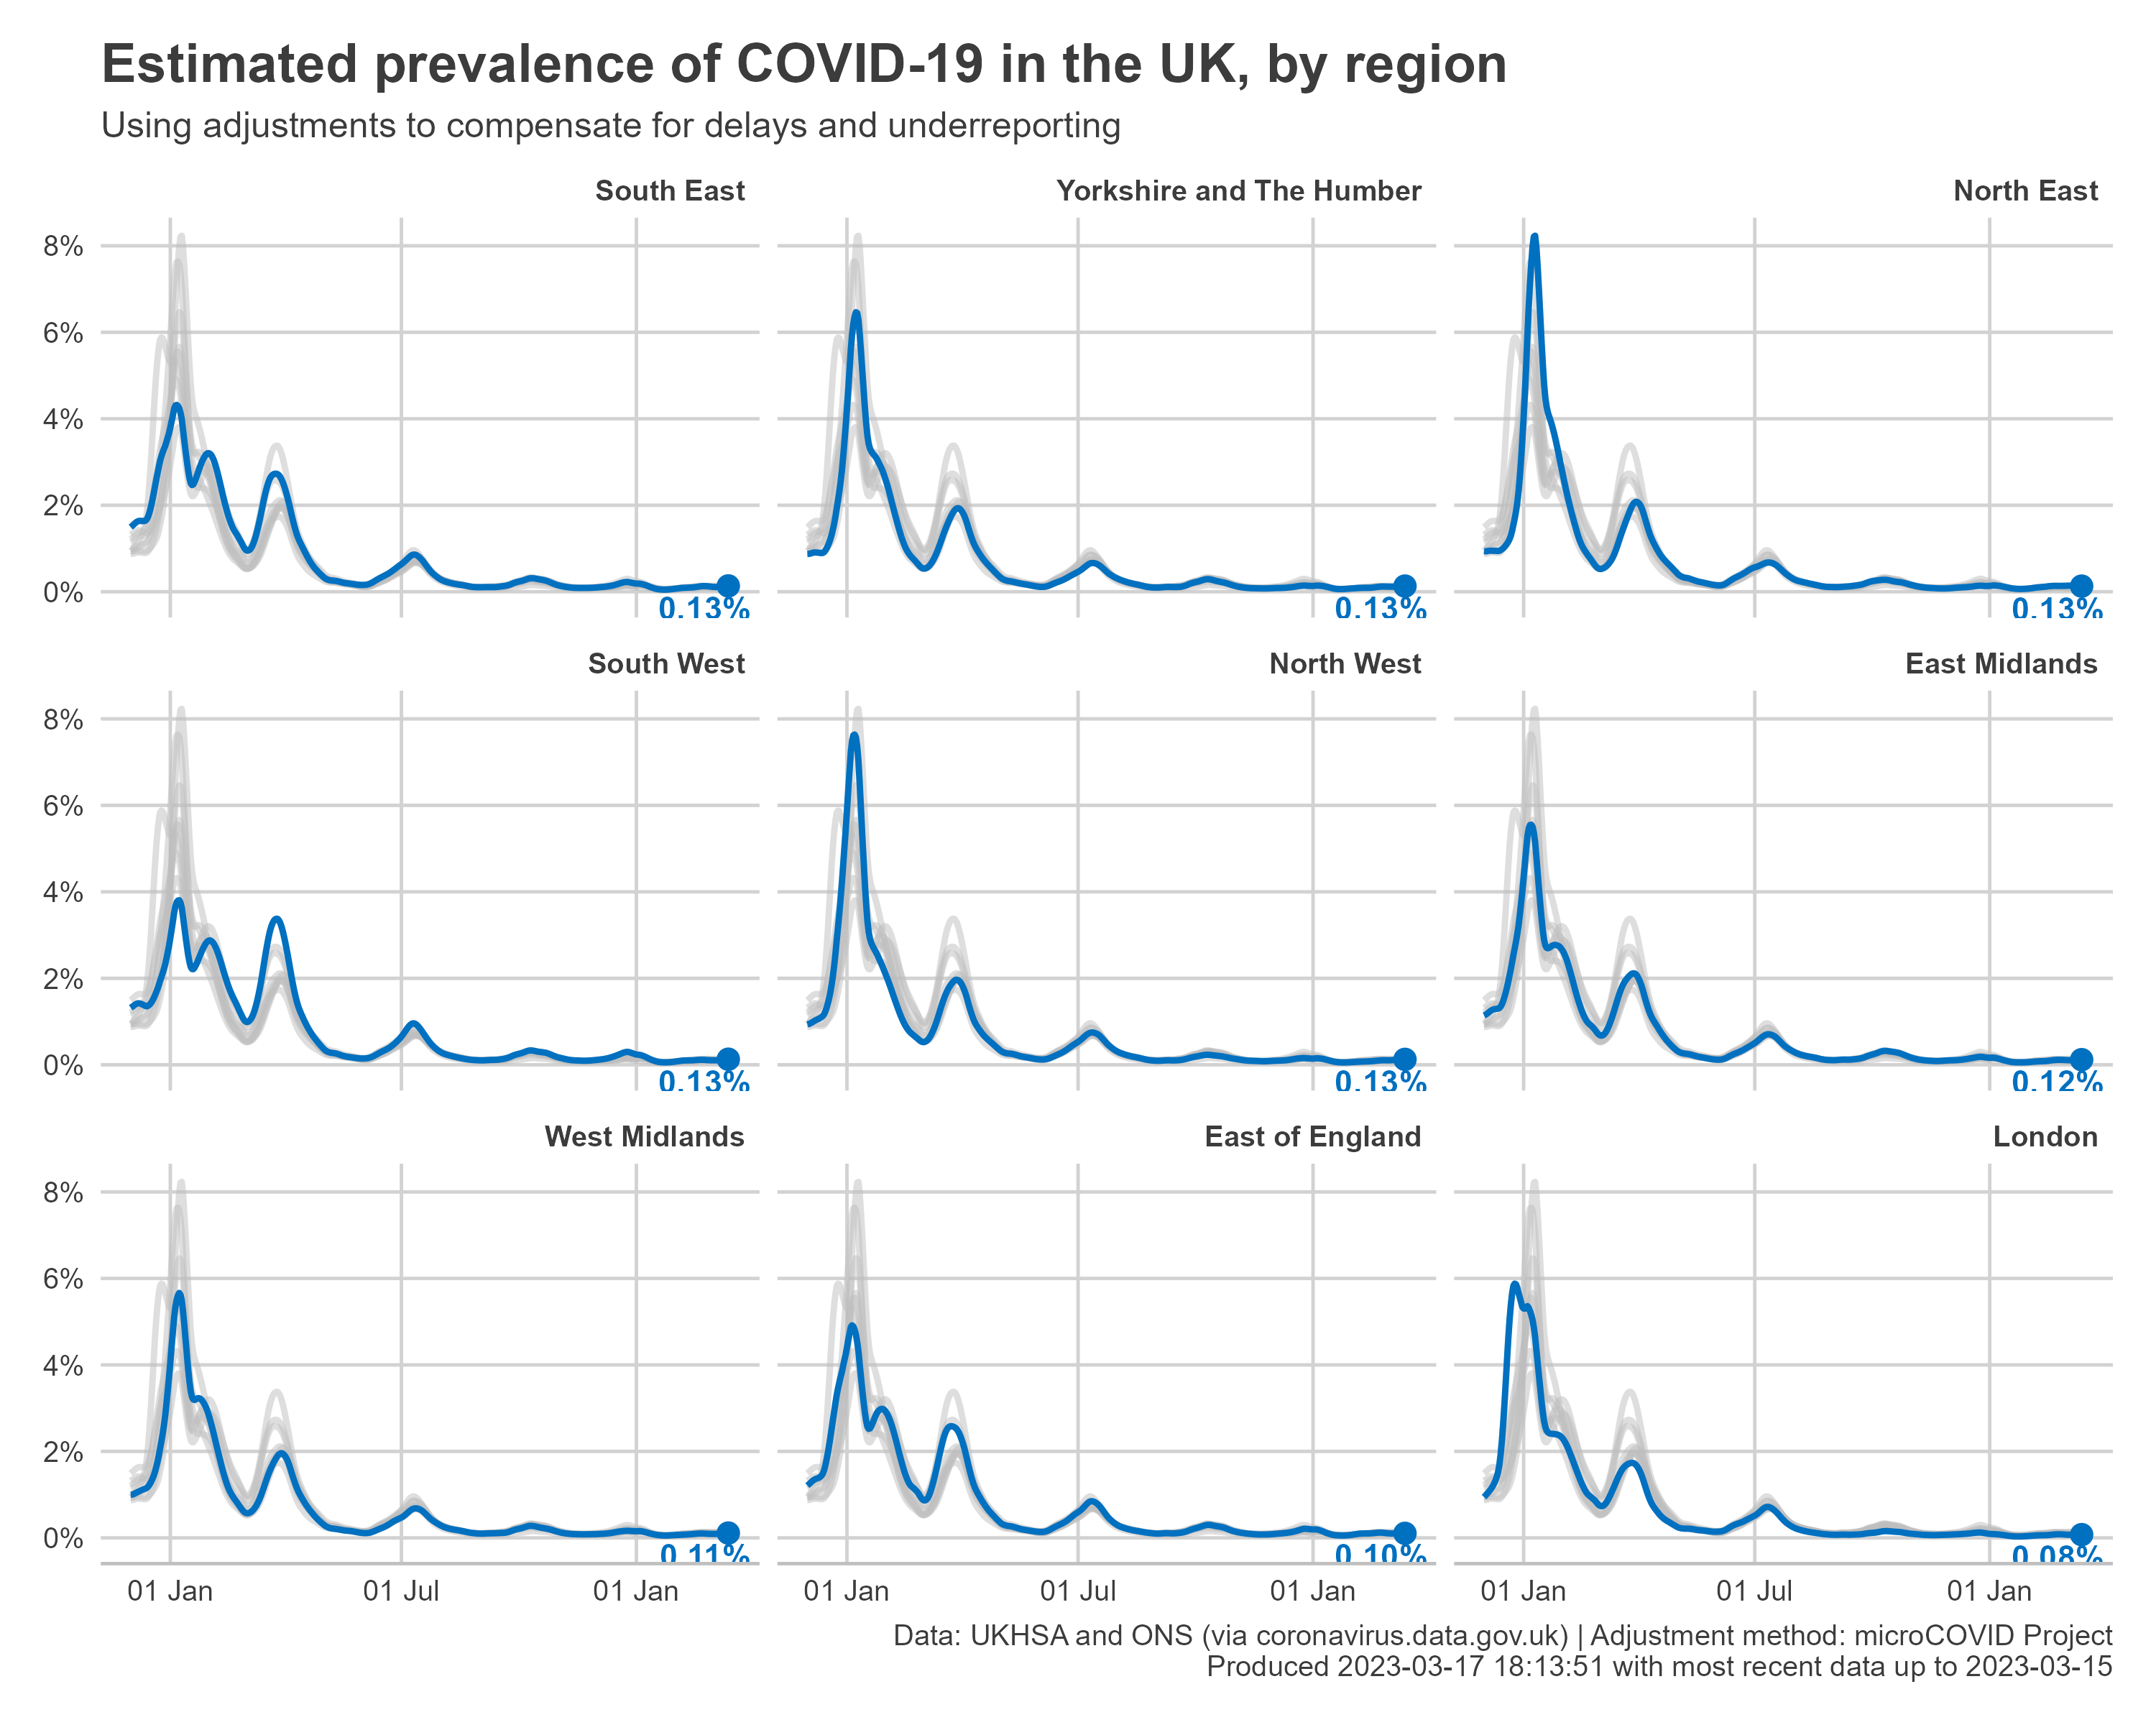 Estimated prevalence of COVID-19 in the UK, by region
Using adjustments to compensate for delays and underreporting
South East
Yorkshire and The Humber
North East
8%
6%
4%
2%
0%
0.13%
0.13%
0.13%
South West
North West
East Midlands
8%
6%
4%
2%
0%
0.13%
0.13%
0.12%
West Midlands
East of England
London
8%
6%
4%
2%
0%
0.11%
0.10%
0.08%
01 Jan
01 Jul
01 Jan
01 Jan
01 Jul
01 Jan
01 Jan
01 Jul
01 Jan
Data: UKHSA and ONS (via coronavirus.data.gov.uk) | Adjustment method: microCOVID Project
Produced 2023-03-17 18:13:51 with most recent data up to 2023-03-15